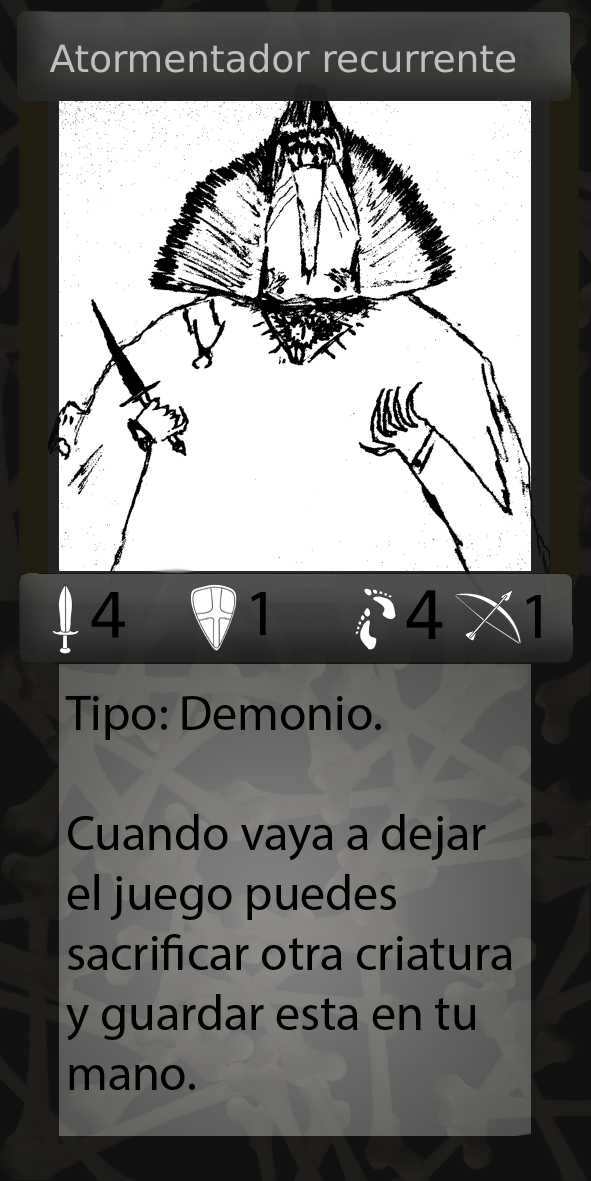 Atormentador recurrente
4 1 4 1
Tipo: Demonio.
Cuando vaya a dejar
el juego puedes
sacrificar otra criatura
y guardar esta en tu
mano.